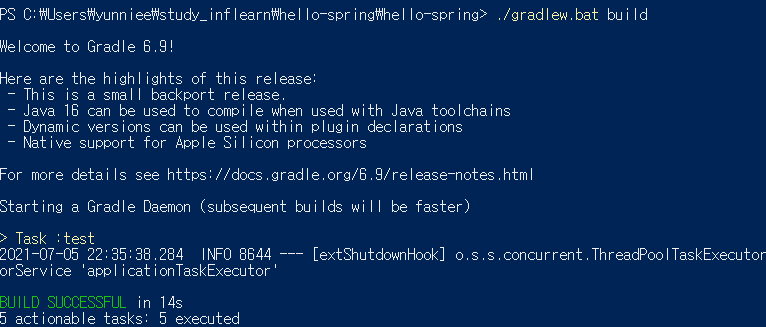 PS C:₩Users₩yunniee₩study_inflearn₩hello-spring₩hello-spring> ./gradlew.bat build
Welcome to Gradle 6.9!
Here are the highlights of this release:
- This is a small backport release.
- Java 16 can be used to compile when used with Java toolchains
- Dynamic versions can be used within plugin declarations
- Native support for Apple Silicon processors
For more details see https://docs.gradle.org/6.9/release-notes.html
Starting a Gradle Daemon (subsequent builds will be faster)
> Task :test
2021-07-05 22:35:38.284  INFO 8644 --- [extShutdownHook] o.s.s.concurrent.ThreadPoolTaskExecutor
orService 'applicationTaskExecutor'
BUILD SUCCESSFUL in 14s
5 actionable tasks: 5 executed